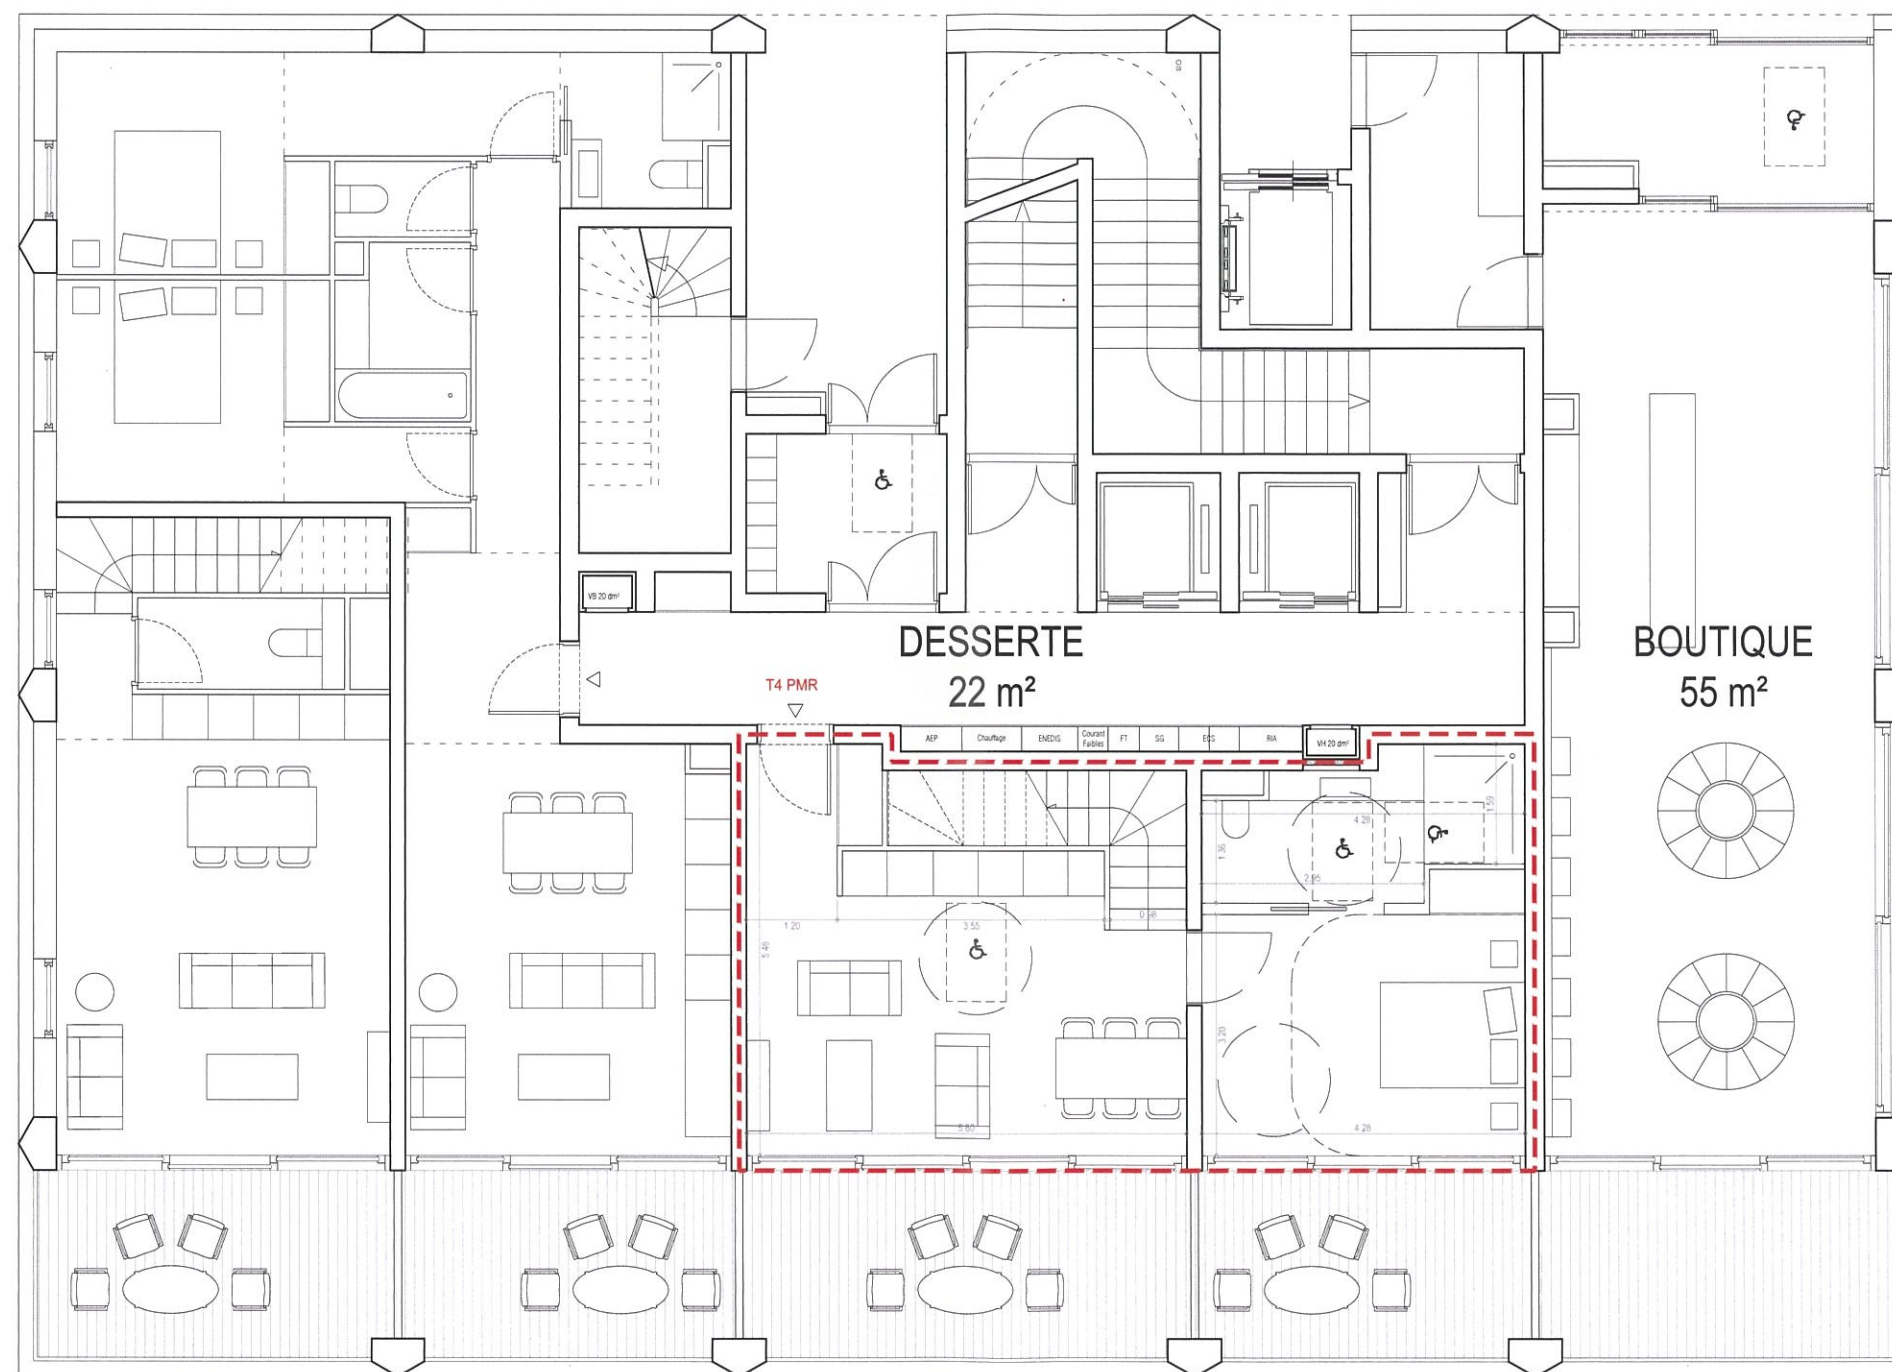 VB 20 dm²
DESSERTE
22 m²
BOUTIQUE
55 m²
T4 PMR
AEP
Chauffage
ENEDIS
Courant
Faibles
FT
SG
ECS
RIA
VH 20 dm²
1.59
4.28
1.36
2.95
1.20
3.55
0.98
5.46
3.20
5.60
4.28